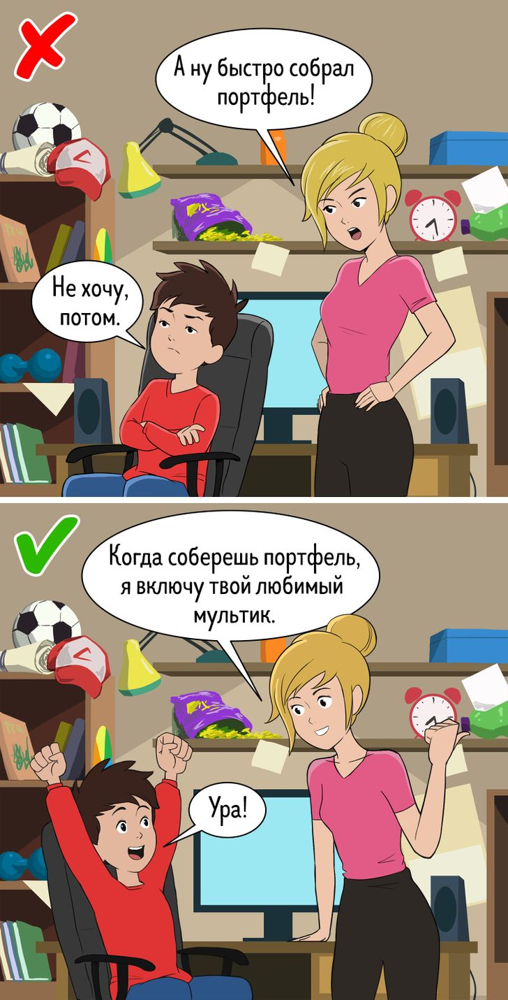 А ну быстро собрал
портфель!
Не хочу,
потом.
Когда соберешь портфель,
я включу твой любимый
мультик.
Ура!